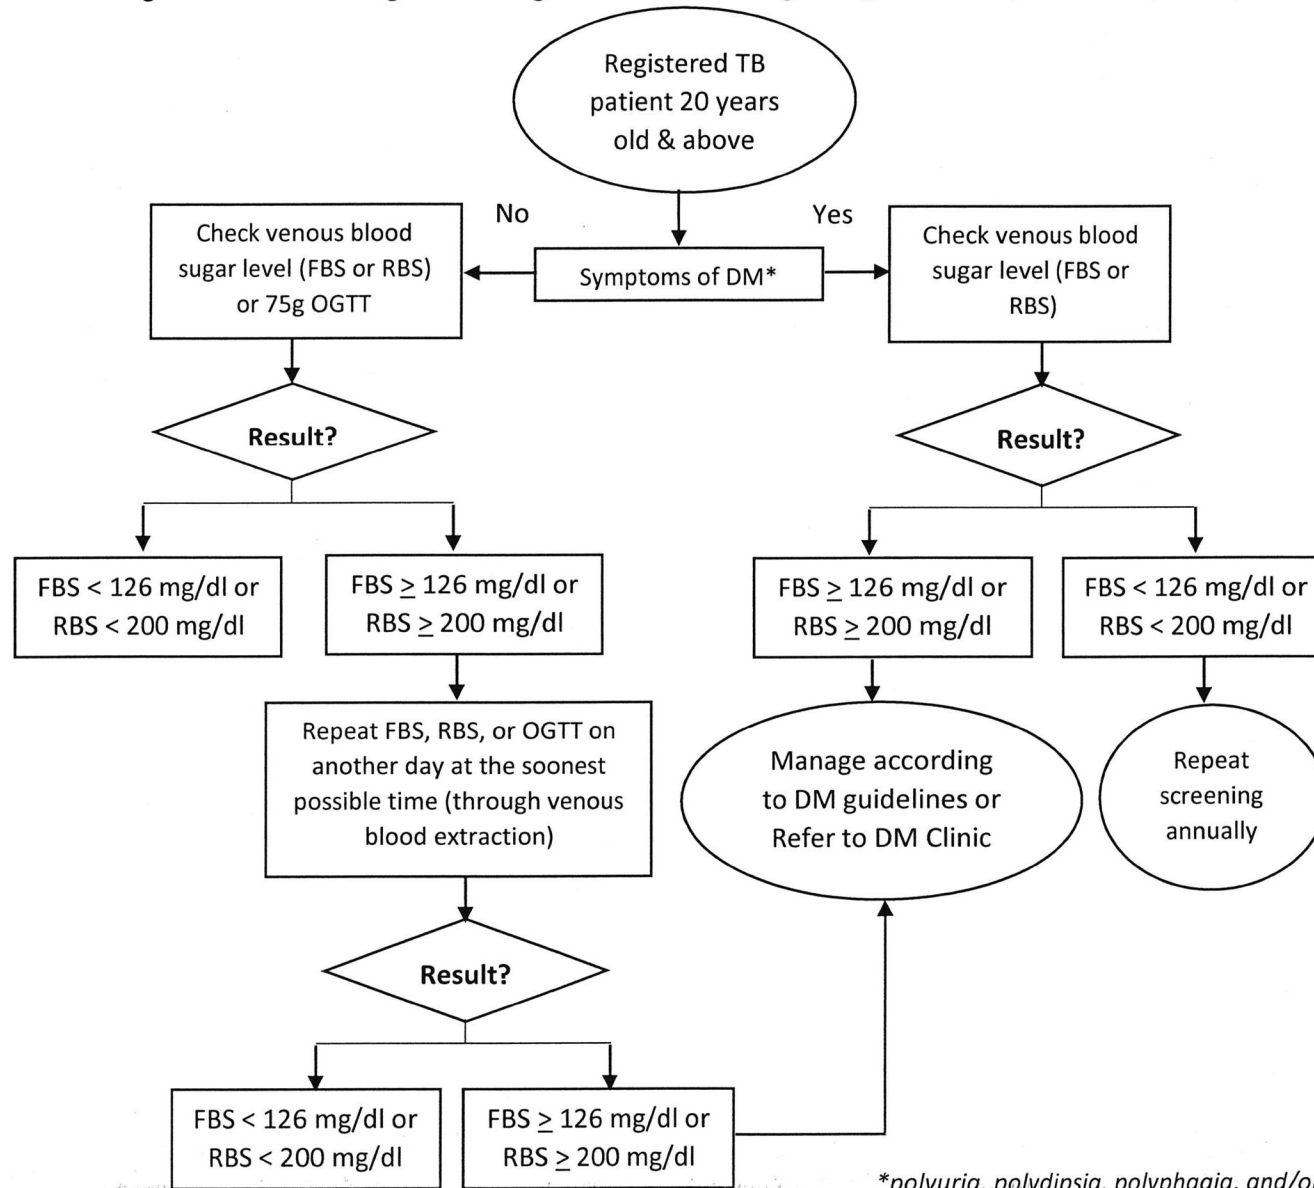 Registered TB
patient 20 years
old & above
No
Yes
Check venous blood
sugar level (FBS or RBS)
or 75g OGTT
Symptoms of DM*
Check venous blood
sugar level (FBS or
RBS)
Result?
Result?
FBS < 126 mg/dl or
RBS < 200 mg/dl
FBS ≥ 126 mg/dl or
RBS ≥ 200 mg/dl
FBS ≥ 126 mg/dl or
RBS ≥ 200 mg/dl
FBS < 126 mg/dl or
RBS < 200 mg/dl
Repeat FBS, RBS, or OGTT on
another day at the soonest
possible time (through venous
blood extraction)
Manage according
to DM guidelines or
Refer to DM Clinic
Repeat
screening
annually
Result?
FBS < 126 mg/dl or
RBS < 200 mg/dl
FBS ≥ 126 mg/dl or
RBS ≥ 200 mg/dl
*polyuria, polydipsia, polyphagia, and/or